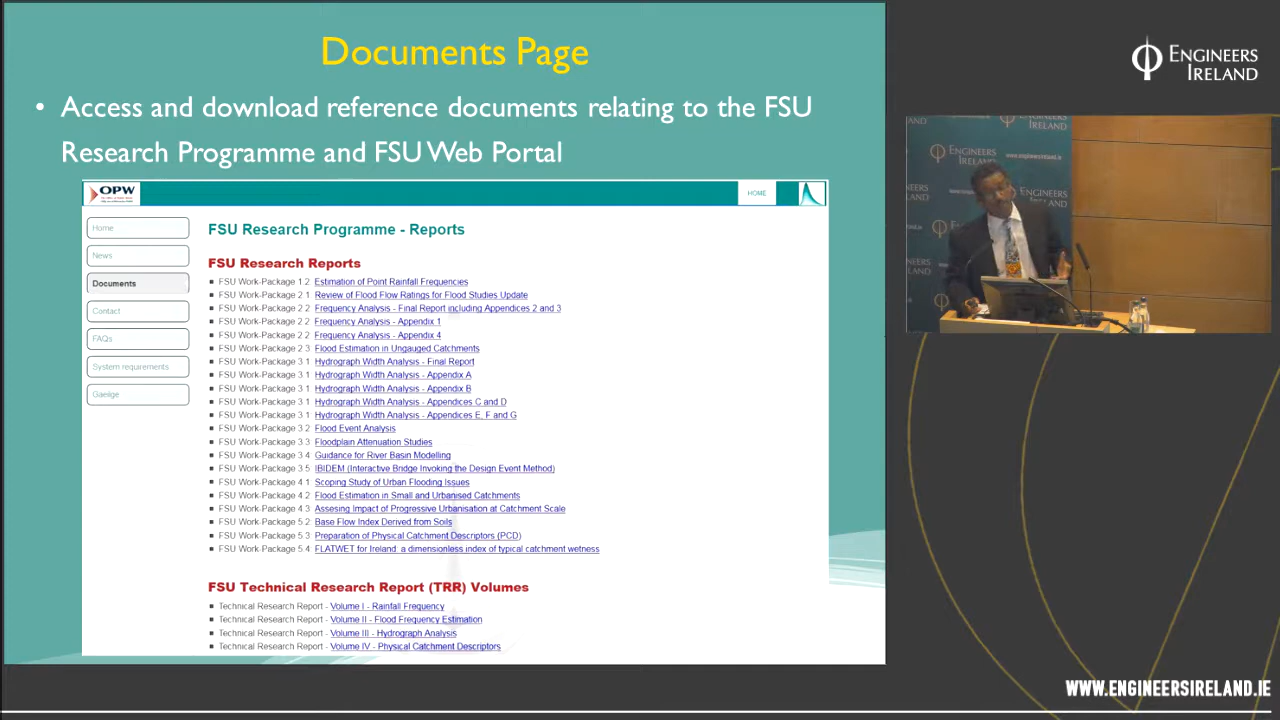 Documents Page
• Access and download reference documents relating to the FSU
Research Programme and FSU Web Portal
OPW
HOME
Home
News
Documents
Contact
FAQs
System requirements
Gaeilge
FSU Research Programme - Reports
FSU Research Reports
FSU Work-Package 1.2 Estimation of Point Rainfall Frequencies
FSU Work-Package 2.1 Review of Flood Flow Ratings for Flood Studies Update
FSU Work-Package 2.2 Frequency Analysis - Final Report including Appendices 2 and 3
FSU Work-Package 2.2 Frequency Analysis - Appendix 1
FSU Work-Package 2.2 Frequency Analysis - Appendix 4
FSU Work-Package 2.3 Flood Estimation in Ungauged Catchments
FSU Work-Package 3.1 Hydrograph Width Analysis - Final Report
FSU Work-Package 3.1 Hydrograph Width Analysis - Appendix A
FSU Work-Package 3.1 Hydrograph Width Analysis - Appendix B
FSU Work-Package 3.1 Hydrograph Width Analysis - Appendices C and D
FSU Work-Package 3.1 Hydrograph Width Analysis - Appendices E, F and G
FSU Work-Package 3.2 Flood Event Analysis
FSU Work-Package 3.3 Floodplain Attenuation Studies
FSU Work-Package 3.4 Guidance for River Basin Modelling
FSU Work-Package 3.5 IBIDEM (Interactive Bridge Invoking the Design Event Method)
FSU Work-Package 4.1 Scoping Study of Urban Flooding Issues
FSU Work-Package 4.2 Flood Estimation in Small and Urbanised Catchments
FSU Work-Package 4.3 Assesing Impact of Progressive Urbanisation at Catchment Scale
FSU Work-Package 5.2 Base Flow Index Derived from Soils
FSU Work-Package 5.3 Preparation of Physical Catchment Descriptors (PCD)
FSU Work-Package 5.4 FLATWET for Ireland: a dimensionless index of typical catchment wetness
FSU Technical Research Report (TRR) Volumes
Technical Research Report - Volume I - Rainfall Frequency
Technical Research Report - Volume II - Flood Frequency Estimation
Technical Research Report - Volume III - Hydrograph Analysis
Technical Research Report - Volume IV - Physical Catchment Descriptors
ENGINEERS
IRELAND
ENGINEERS
IRELAND
www.engineersireland.ie
ENGINEERS
IRELAND
WWW.ENGINEERSIRELAND.IE